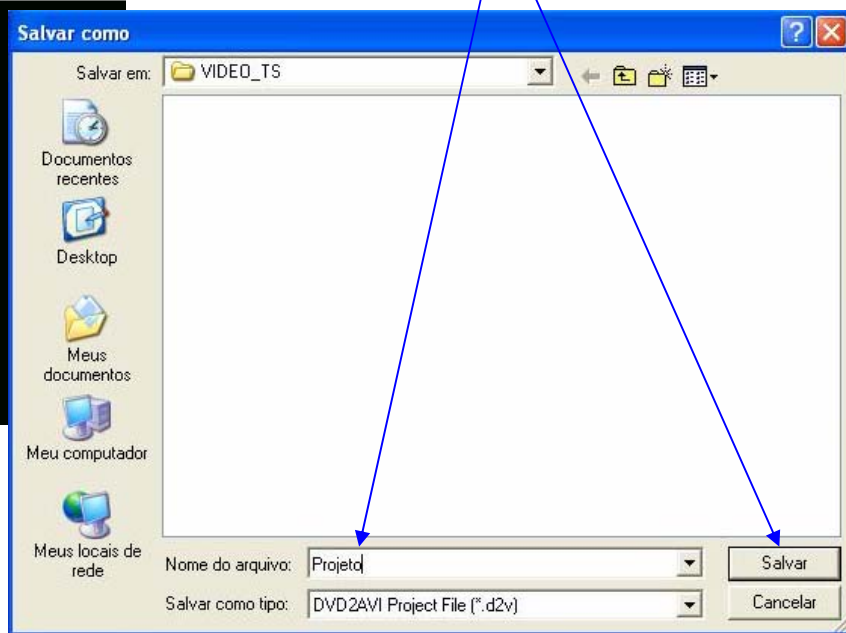 Salvar como
Salvar em: VIDEO_TS
Documentos
recentes
Desktop
Meus
documentos
Meu computador
Meus locais de
rede
Nome do arquivo: Projeto Salvar
Salvar como tipo: DVD2AVI Project File (*.d2v) Cancelar